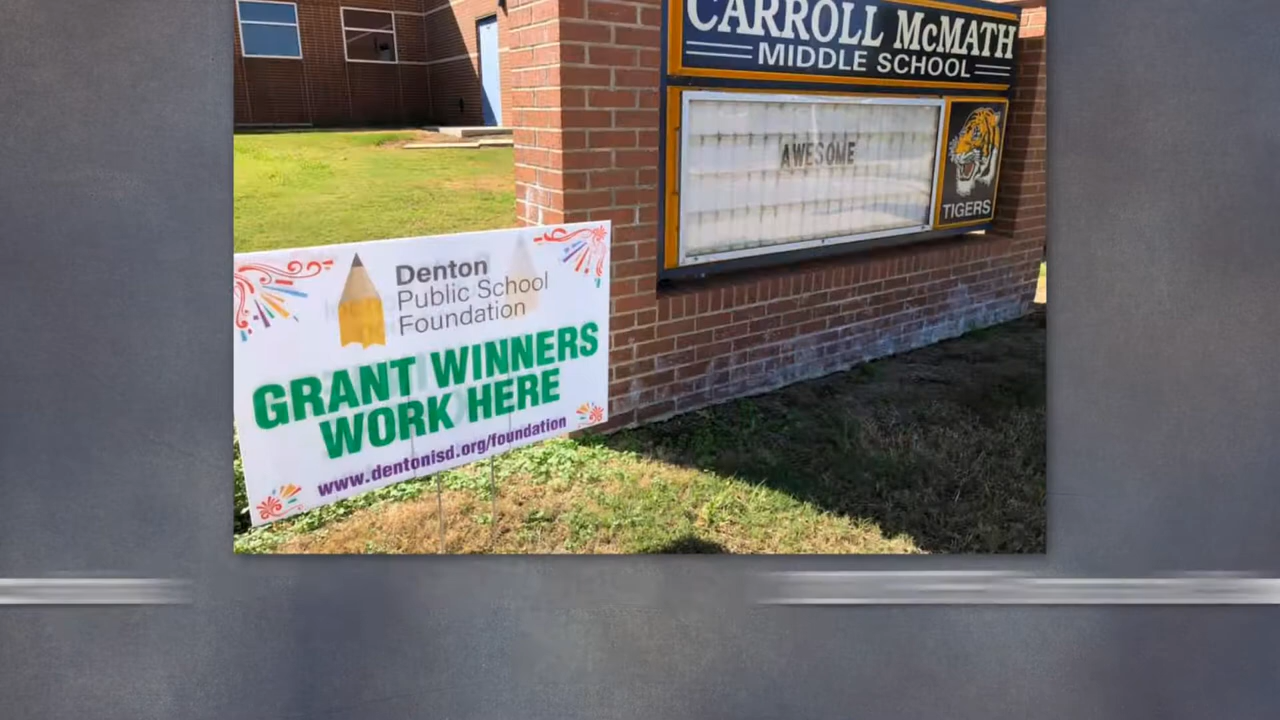 CARROLL McMATH
MIDDLE SCHOOL
AWESOME
TIGERS
Denton
Public School
Foundation
GRANT WINNERS
WORK HERE
www.dentonisd.org/foundation